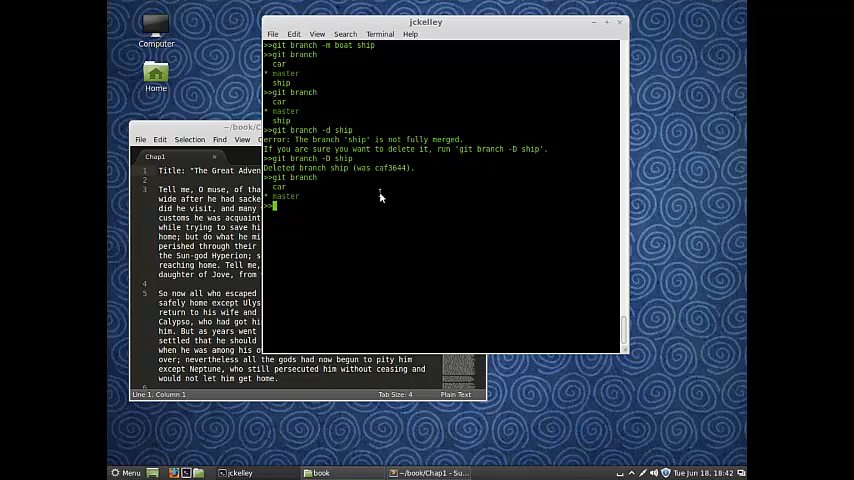 Computer
Home
jckelley
File Edit View Search Terminal Help
>>git branch -m boat ship
>>git branch
car
* master
ship
>>git branch
car
* master
ship
>>git branch -d ship
error: The branch 'ship' is not fully merged.
If you are sure you want to delete it, run 'git branch -D ship'.
>>git branch -D ship
Deleted branch ship (was caf3644).
>>git branch
car
* master
>>
~/book/C
File Edit Selection Find View
Chap1 ×
1 Title: "The Great Adven
2
3 Tell me, O muse, of tha
wide after he had sacke
did he visit, and many
customs he was acquaint
while trying to save hi
home; but do what he mi
perished through their
the Sun-god Hyperion; s
reaching home. Tell me,
daughter of Jove, from
4
5 So now all who escaped
safely home except Ulys
return to his wife and
Calypso, who had got hi
him. But as years went
settled that he should
when he was among his o
over; nevertheless all the gods had now begun to pity him
except Neptune, who still persecuted him without ceasing and
would not let him get home.
6
Line 1, Column 1 Tab Size: 4 Plain Text
Menu jckelley book ~/book/Chap1 - Su... Tue Jun 18, 18:42